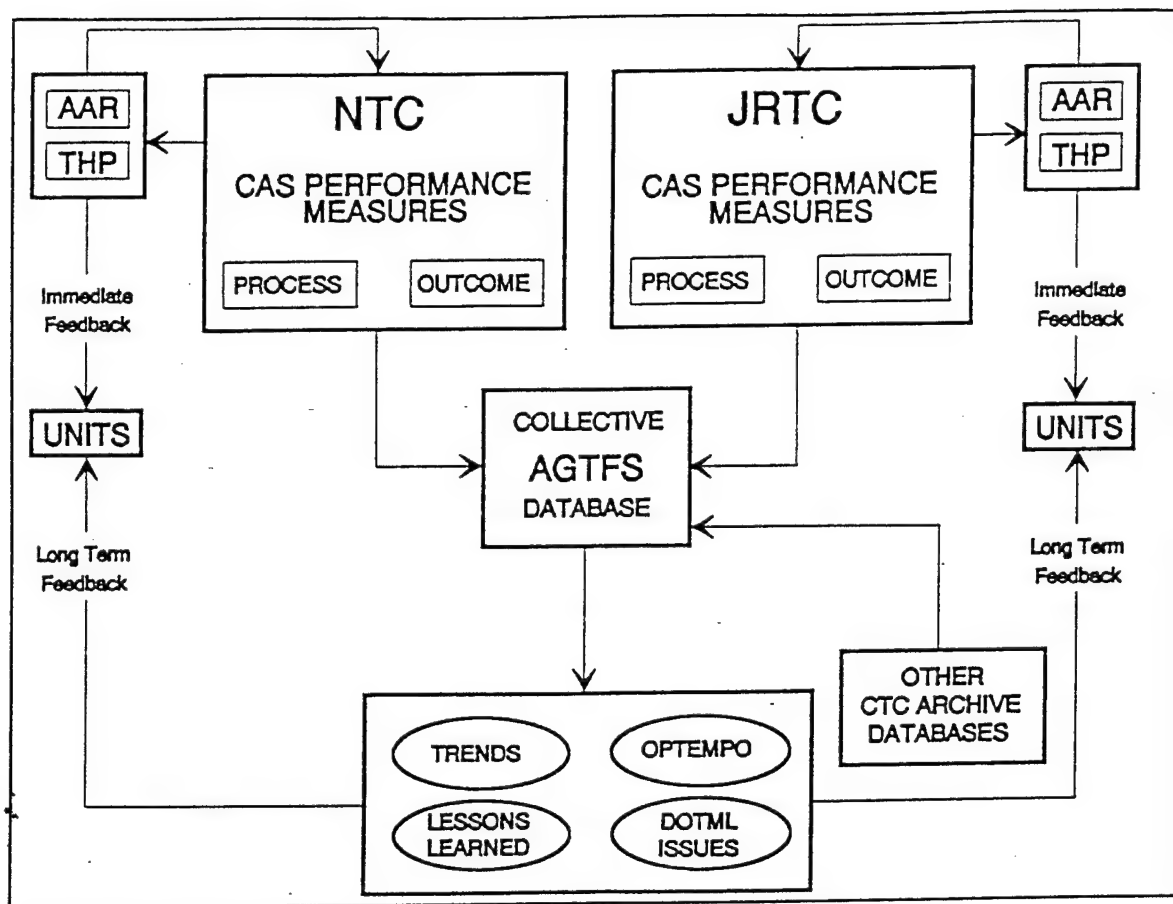 AAR
THP
NTC
CAS PERFORMANCE
MEASURES
PROCESS
OUTCOME
JRTC
CAS PERFORMANCE
MEASURES
PROCESS
OUTCOME
AAR
THP
Immediate
Feedback
Immediate
Feedback
UNITS
COLLECTIVE
AGTFS
DATABASE
UNITS
Long Term
Feedback
Long Term
Feedback
OTHER
CTC ARCHIVE
DATABASES
TRENDS
OPTEMPO
LESSONS
LEARNED
DOTML
ISSUES